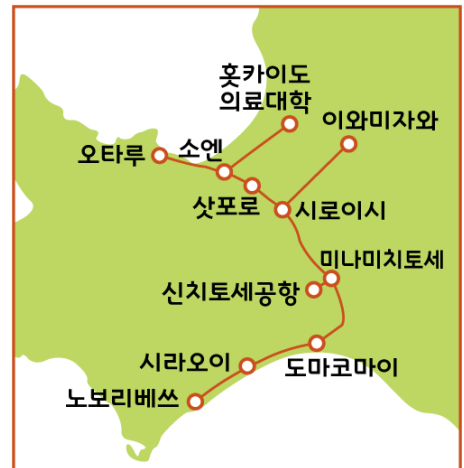 홋카이도
의료대학
이와미자와
오타루
소엔
삿포로
시로이시
미나미치토세
신치토세공항
시라오이
도마코마이
노보리베쓰